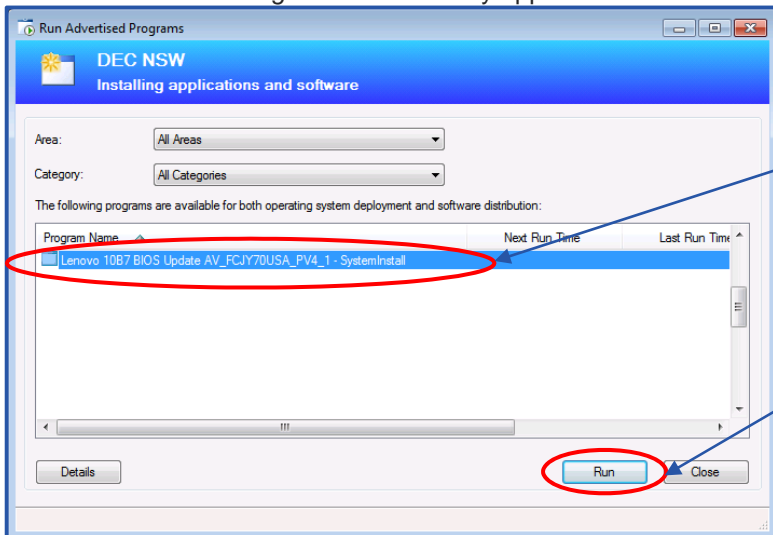 Run Advertised Programs
DEC NSW
Installing applications and software
Area: All Areas
Category: All Categories
The following programs are available for both operating system deployment and software distribution:
Program Name Next Run Time Last Run Time
Lenovo 10B7 BIOS Update AV_FCJY70USA_PV4_1 - SystemInstall
Details Run Close